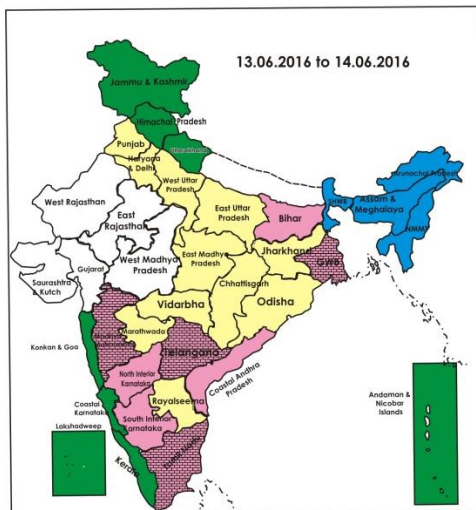 13.06.2016 to 14.06.2016
Jammu & Kashmir
Himachal Pradesh
Uttarakhand
Punjab
Haryana
& Delhi
West Uttar
Pradesh
Arunachal Pradesh
West Rajasthan
East
Rajasthan
East Uttar
Pradesh
Bihar
SHWB
Assam &
Meghalaya
NMMT
Saurashtra
& Kutch
Gujarat
West Madhya
Pradesh
East Madhya
Pradesh
Jharkhand
GWB
Chhattisgarh
Odisha
Vidarbha
Marathwada
Konkan & Goa
Telangana
North Interior
Karnataka
Coastal Andhra
Pradesh
Rayalseema
Coastal
Karnataka
South Interior
Karnataka
Lakshadweep
Kerala
Andaman &
Nicobar
Islands